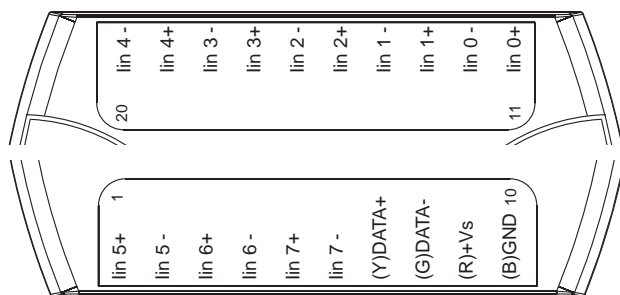 Iin 4 -
Iin 4+
Iin 3 -
Iin 3+
Iin 2 -
Iin 2+
Iin 1 -
Iin 1+
Iin 0 -
Iin 0+
20
11
1
10
Iin 5+
Iin 5 -
Iin 6+
Iin 6 -
Iin 7+
Iin 7 -
(Y)DATA+
(G)DATA-
(R)+Vs
(B)GND